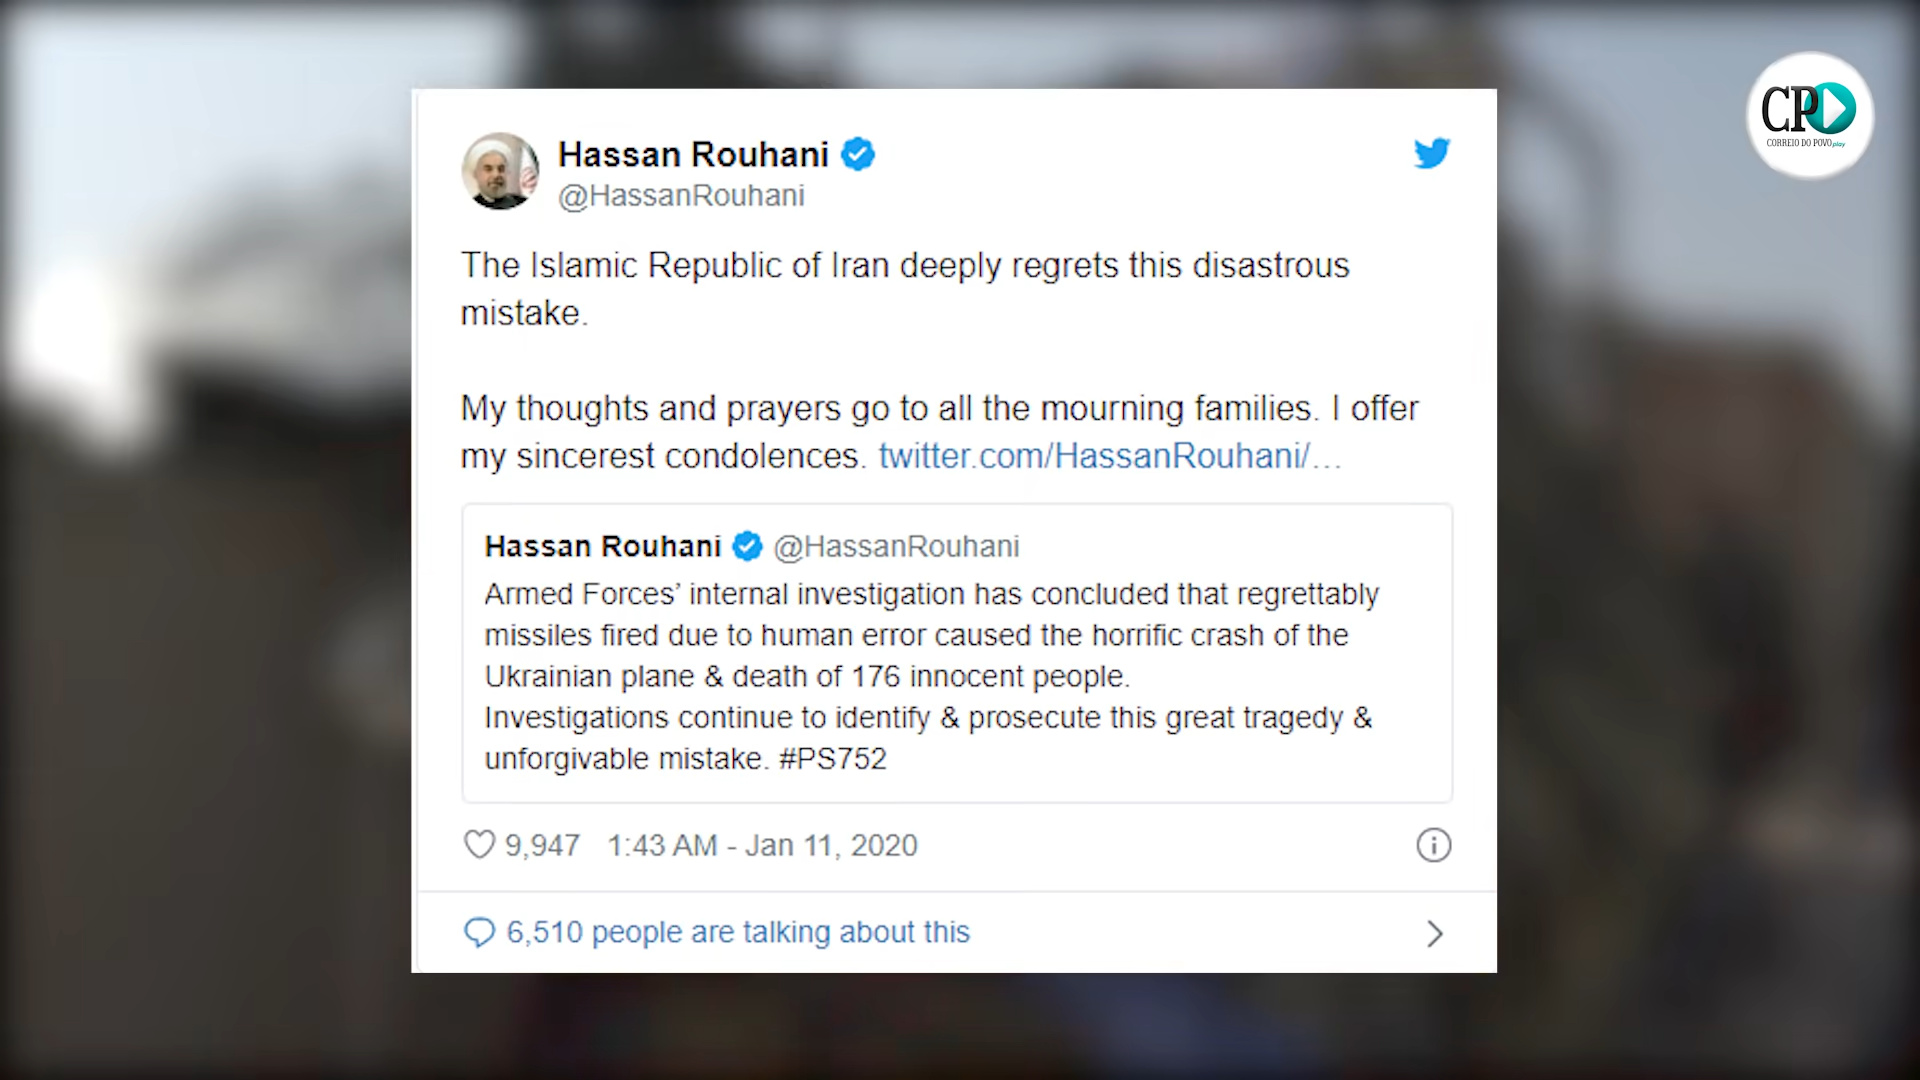 CP
CORREIO DO POVO play
Hassan Rouhani
@HassanRouhani
The Islamic Republic of Iran deeply regrets this disastrous
mistake.
My thoughts and prayers go to all the mourning families. I offer
my sincerest condolences. twitter.com/HassanRouhani/…
Hassan Rouhani @HassanRouhani
Armed Forces’ internal investigation has concluded that regrettably
missiles fired due to human error caused the horrific crash of the
Ukrainian plane & death of 176 innocent people.
Investigations continue to identify & prosecute this great tragedy &
unforgivable mistake. #PS752
9,947 1:43 AM - Jan 11, 2020
6,510 people are talking about this